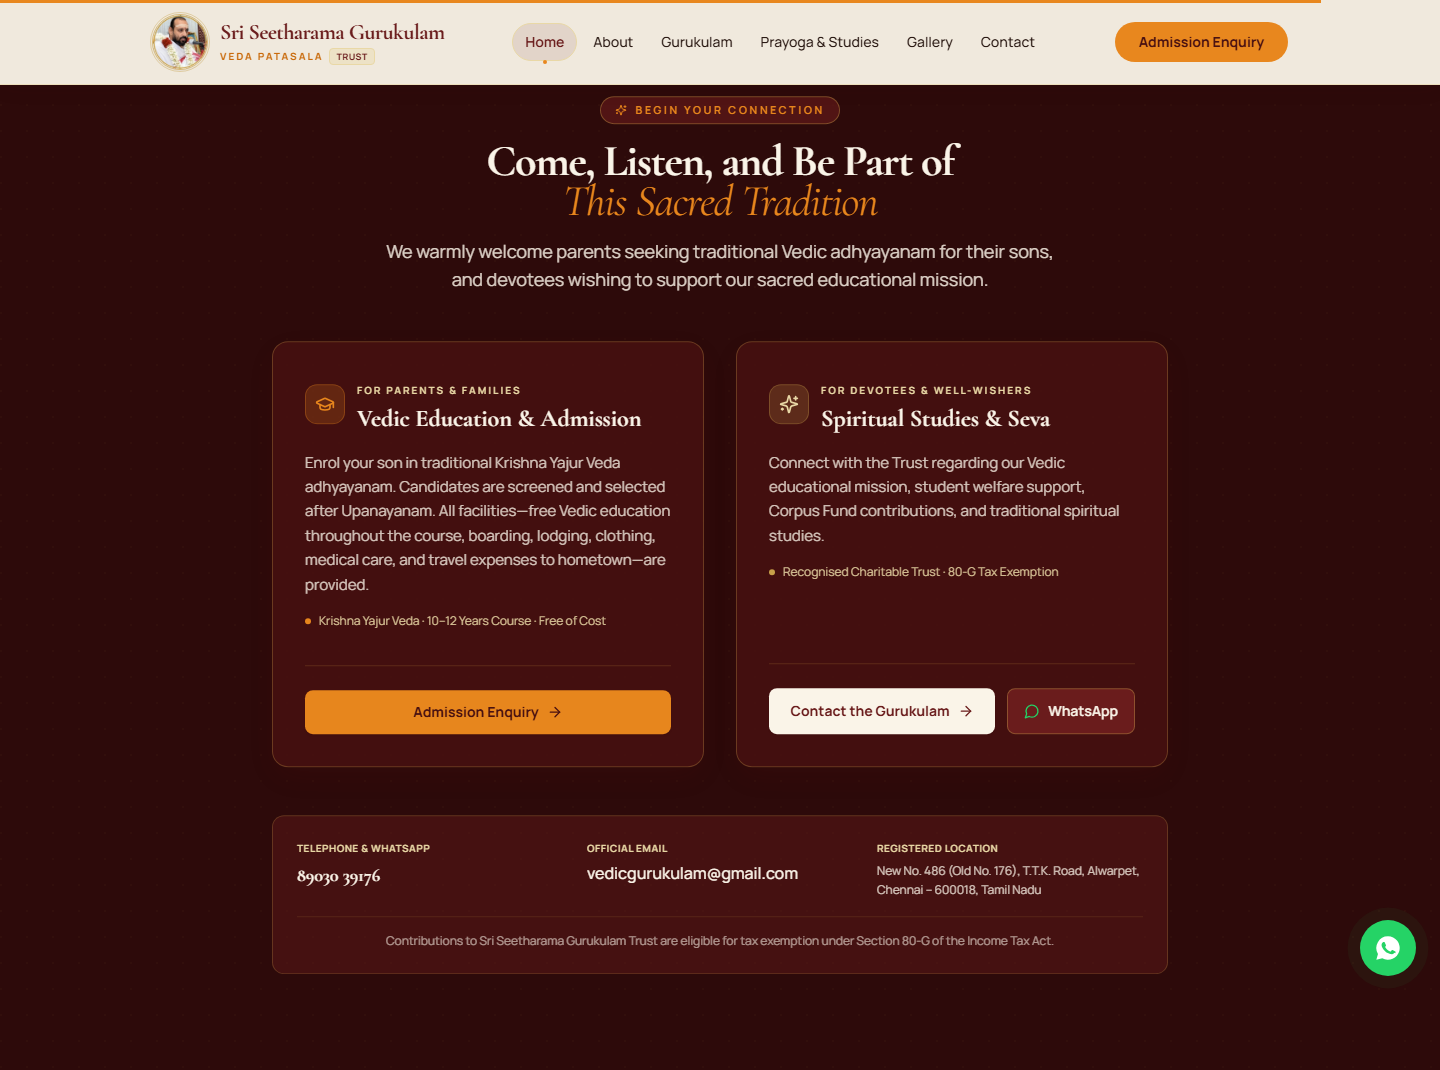 Sri Seetharama Gurukulam
VEDA PATASALA TRUST
Home About Gurukulam Prayoga & Studies Gallery Contact
Admission Enquiry
BEGIN YOUR CONNECTION
Come, Listen, and Be Part of
This Sacred Tradition
We warmly welcome parents seeking traditional Vedic adhyayanam for their sons,
and devotees wishing to support our sacred educational mission.
FOR PARENTS & FAMILIES
Vedic Education & Admission
Enrol your son in traditional Krishna Yajur Veda
adhyayanam. Candidates are screened and selected
after Upanayanam. All facilities—free Vedic education
throughout the course, boarding, lodging, clothing,
medical care, and travel expenses to hometown—are
provided.
Krishna Yajur Veda · 10–12 Years Course · Free of Cost
Admission Enquiry
FOR DEVOTEES & WELL-WISHERS
Spiritual Studies & Seva
Connect with the Trust regarding our Vedic
educational mission, student welfare support,
Corpus Fund contributions, and traditional spiritual
studies.
Recognised Charitable Trust · 80-G Tax Exemption
Contact the Gurukulam
WhatsApp
TELEPHONE & WHATSAPP
89030 39176
OFFICIAL EMAIL
vedicgurukulam@gmail.com
REGISTERED LOCATION
New No. 486 (Old No. 176), T.T.K. Road, Alwarpet,
Chennai – 600018, Tamil Nadu
Contributions to Sri Seetharama Gurukulam Trust are eligible for tax exemption under Section 80-G of the Income Tax Act.